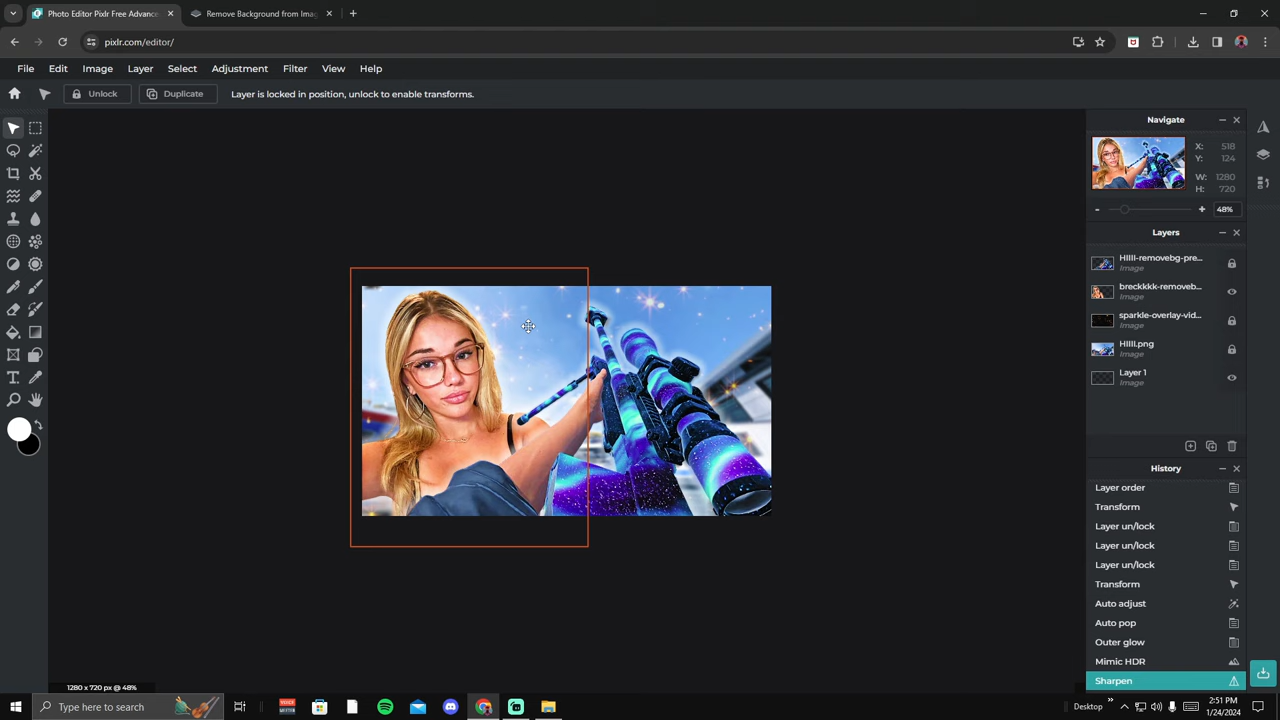 Photo Editor Pixlr Free Advance
Remove Background from Imag
pixlr.com/editor/
File Edit Image Layer Select Adjustment Filter View Help
Unlock Duplicate Layer is locked in position, unlock to enable transforms.
Navigate
X: 518
Y: 124
W: 1280
H: 720
- + 48%
Layers
HIIII-removebg-pre...
Image
breckkkk-removeb...
Image
sparkle-overlay-vid...
Image
HIIII.png
Image
Layer 1
Image
History
Layer order
Transform
Layer un/lock
Layer un/lock
Layer un/lock
Transform
Auto adjust
Auto pop
Outer glow
Mimic HDR
Sharpen
1280 x 720 px @ 48%
Type here to search
Desktop
2:51 PM
1/24/2024